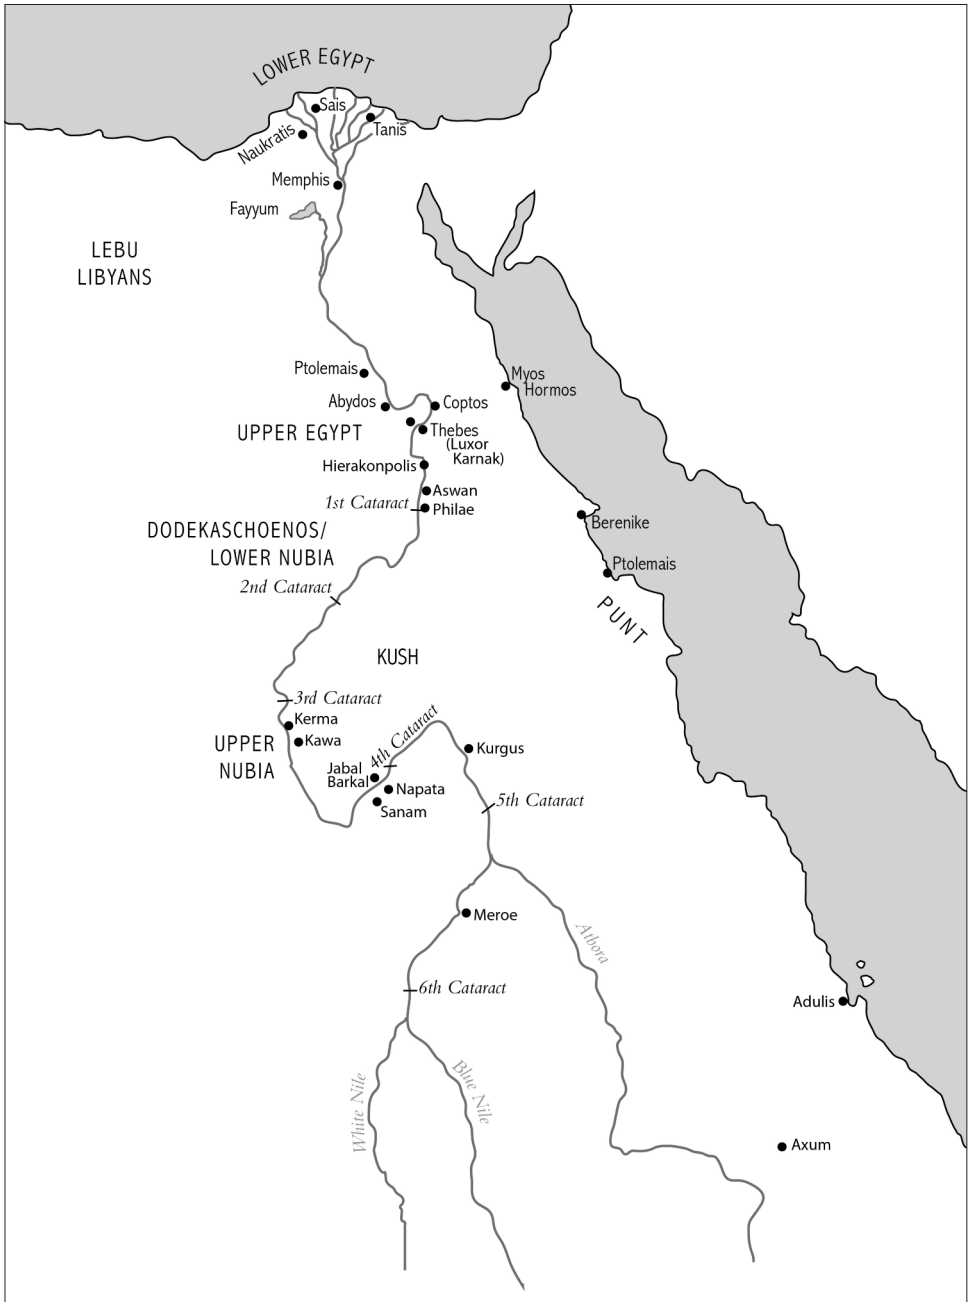 LOWER EGYPT
Sais
Tanis
Naukratis
Memphis
Fayyum
LEBU
LIBYANS
Ptolemais
Myos
Hormos
Abydos
Coptos
UPPER EGYPT
Thebes
(Luxor
Karnak)
Hierakonpolis
Aswan
1st Cataract
Philae
Berenike
DODEKASCHOENOS/
LOWER NUBIA
Ptolemais
2nd Cataract
PUNT
KUSH
3rd Cataract
Kerma
Kawa
UPPER
NUBIA
4th Cataract
Kurgus
Jabal
Barkal
Napata
Sanam
5th Cataract
Meroe
Atbora
6th Cataract
Adulis
White Nile
Blue Nile
Axum